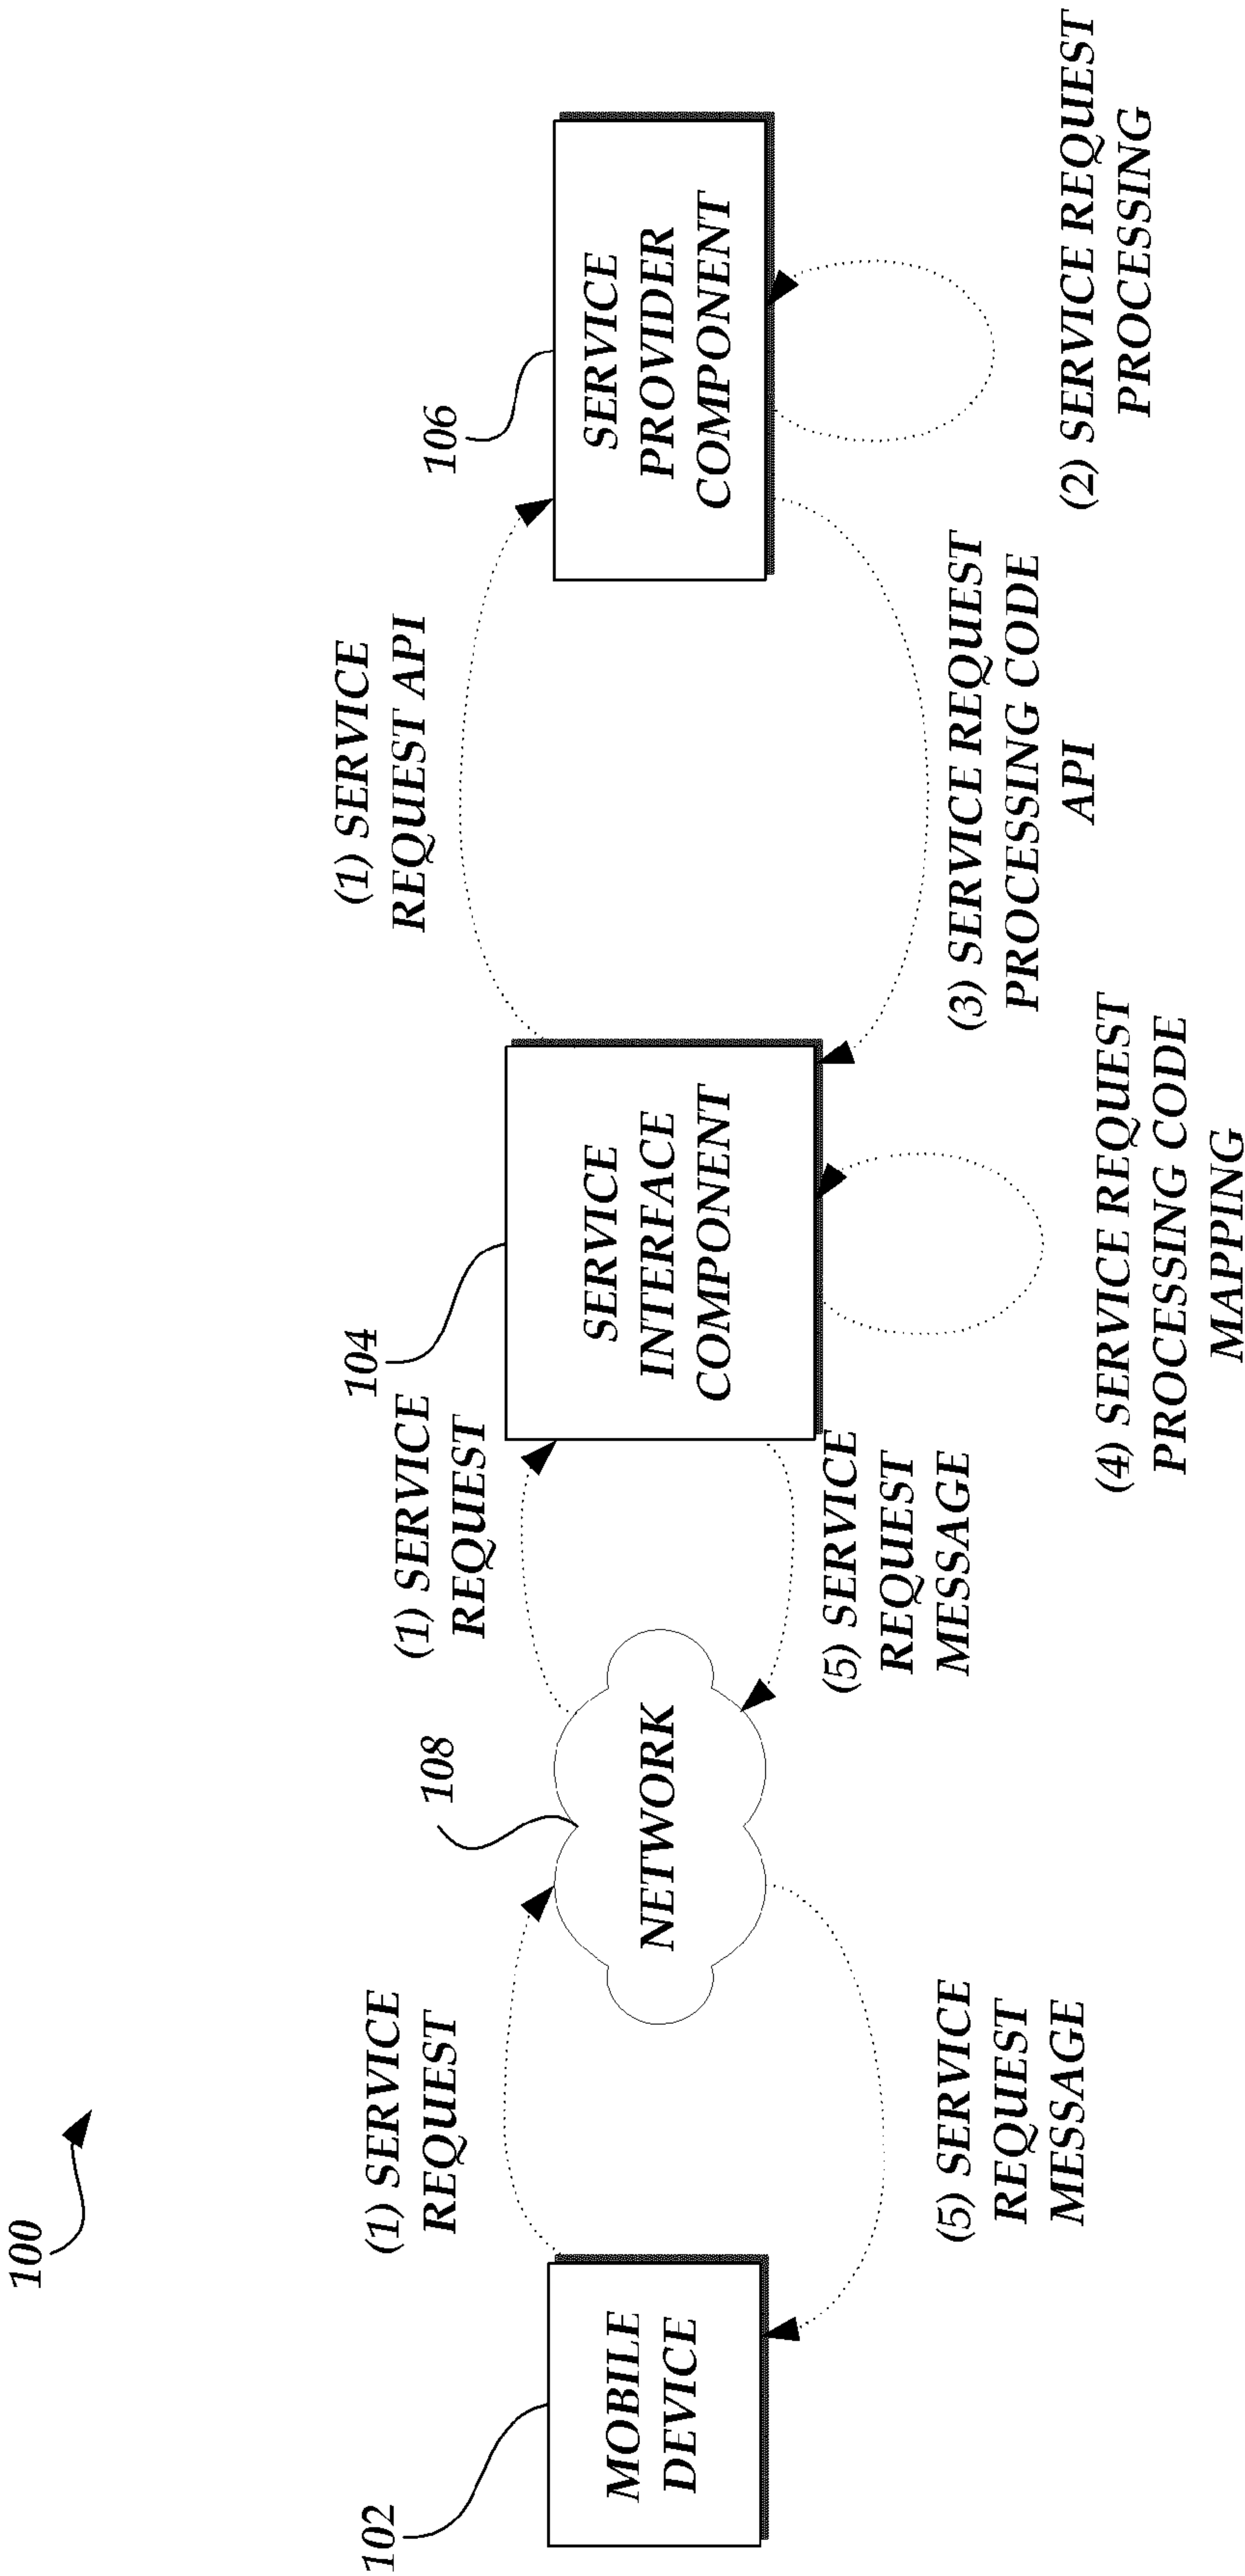 100
102
MOBILE
DEVICE
(1) SERVICE
REQUEST
(5) SERVICE
REQUEST
MESSAGE
108
NETWORK
(1) SERVICE
REQUEST
(5) SERVICE
REQUEST
MESSAGE
104
SERVICE
INTERFACE
COMPONENT
(4) SERVICE REQUEST
PROCESSING CODE
MAPPING
(1) SERVICE
REQUEST API
(3) SERVICE REQUEST
PROCESSING CODE
API
106
SERVICE
PROVIDER
COMPONENT
(2) SERVICE REQUEST
PROCESSING